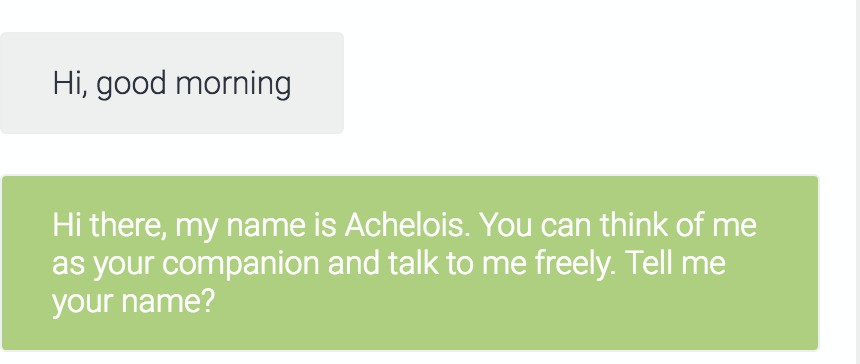 Hi, good morning
Hi there, my name is Achelois. You can think of me
as your companion and talk to me freely. Tell me
your name?